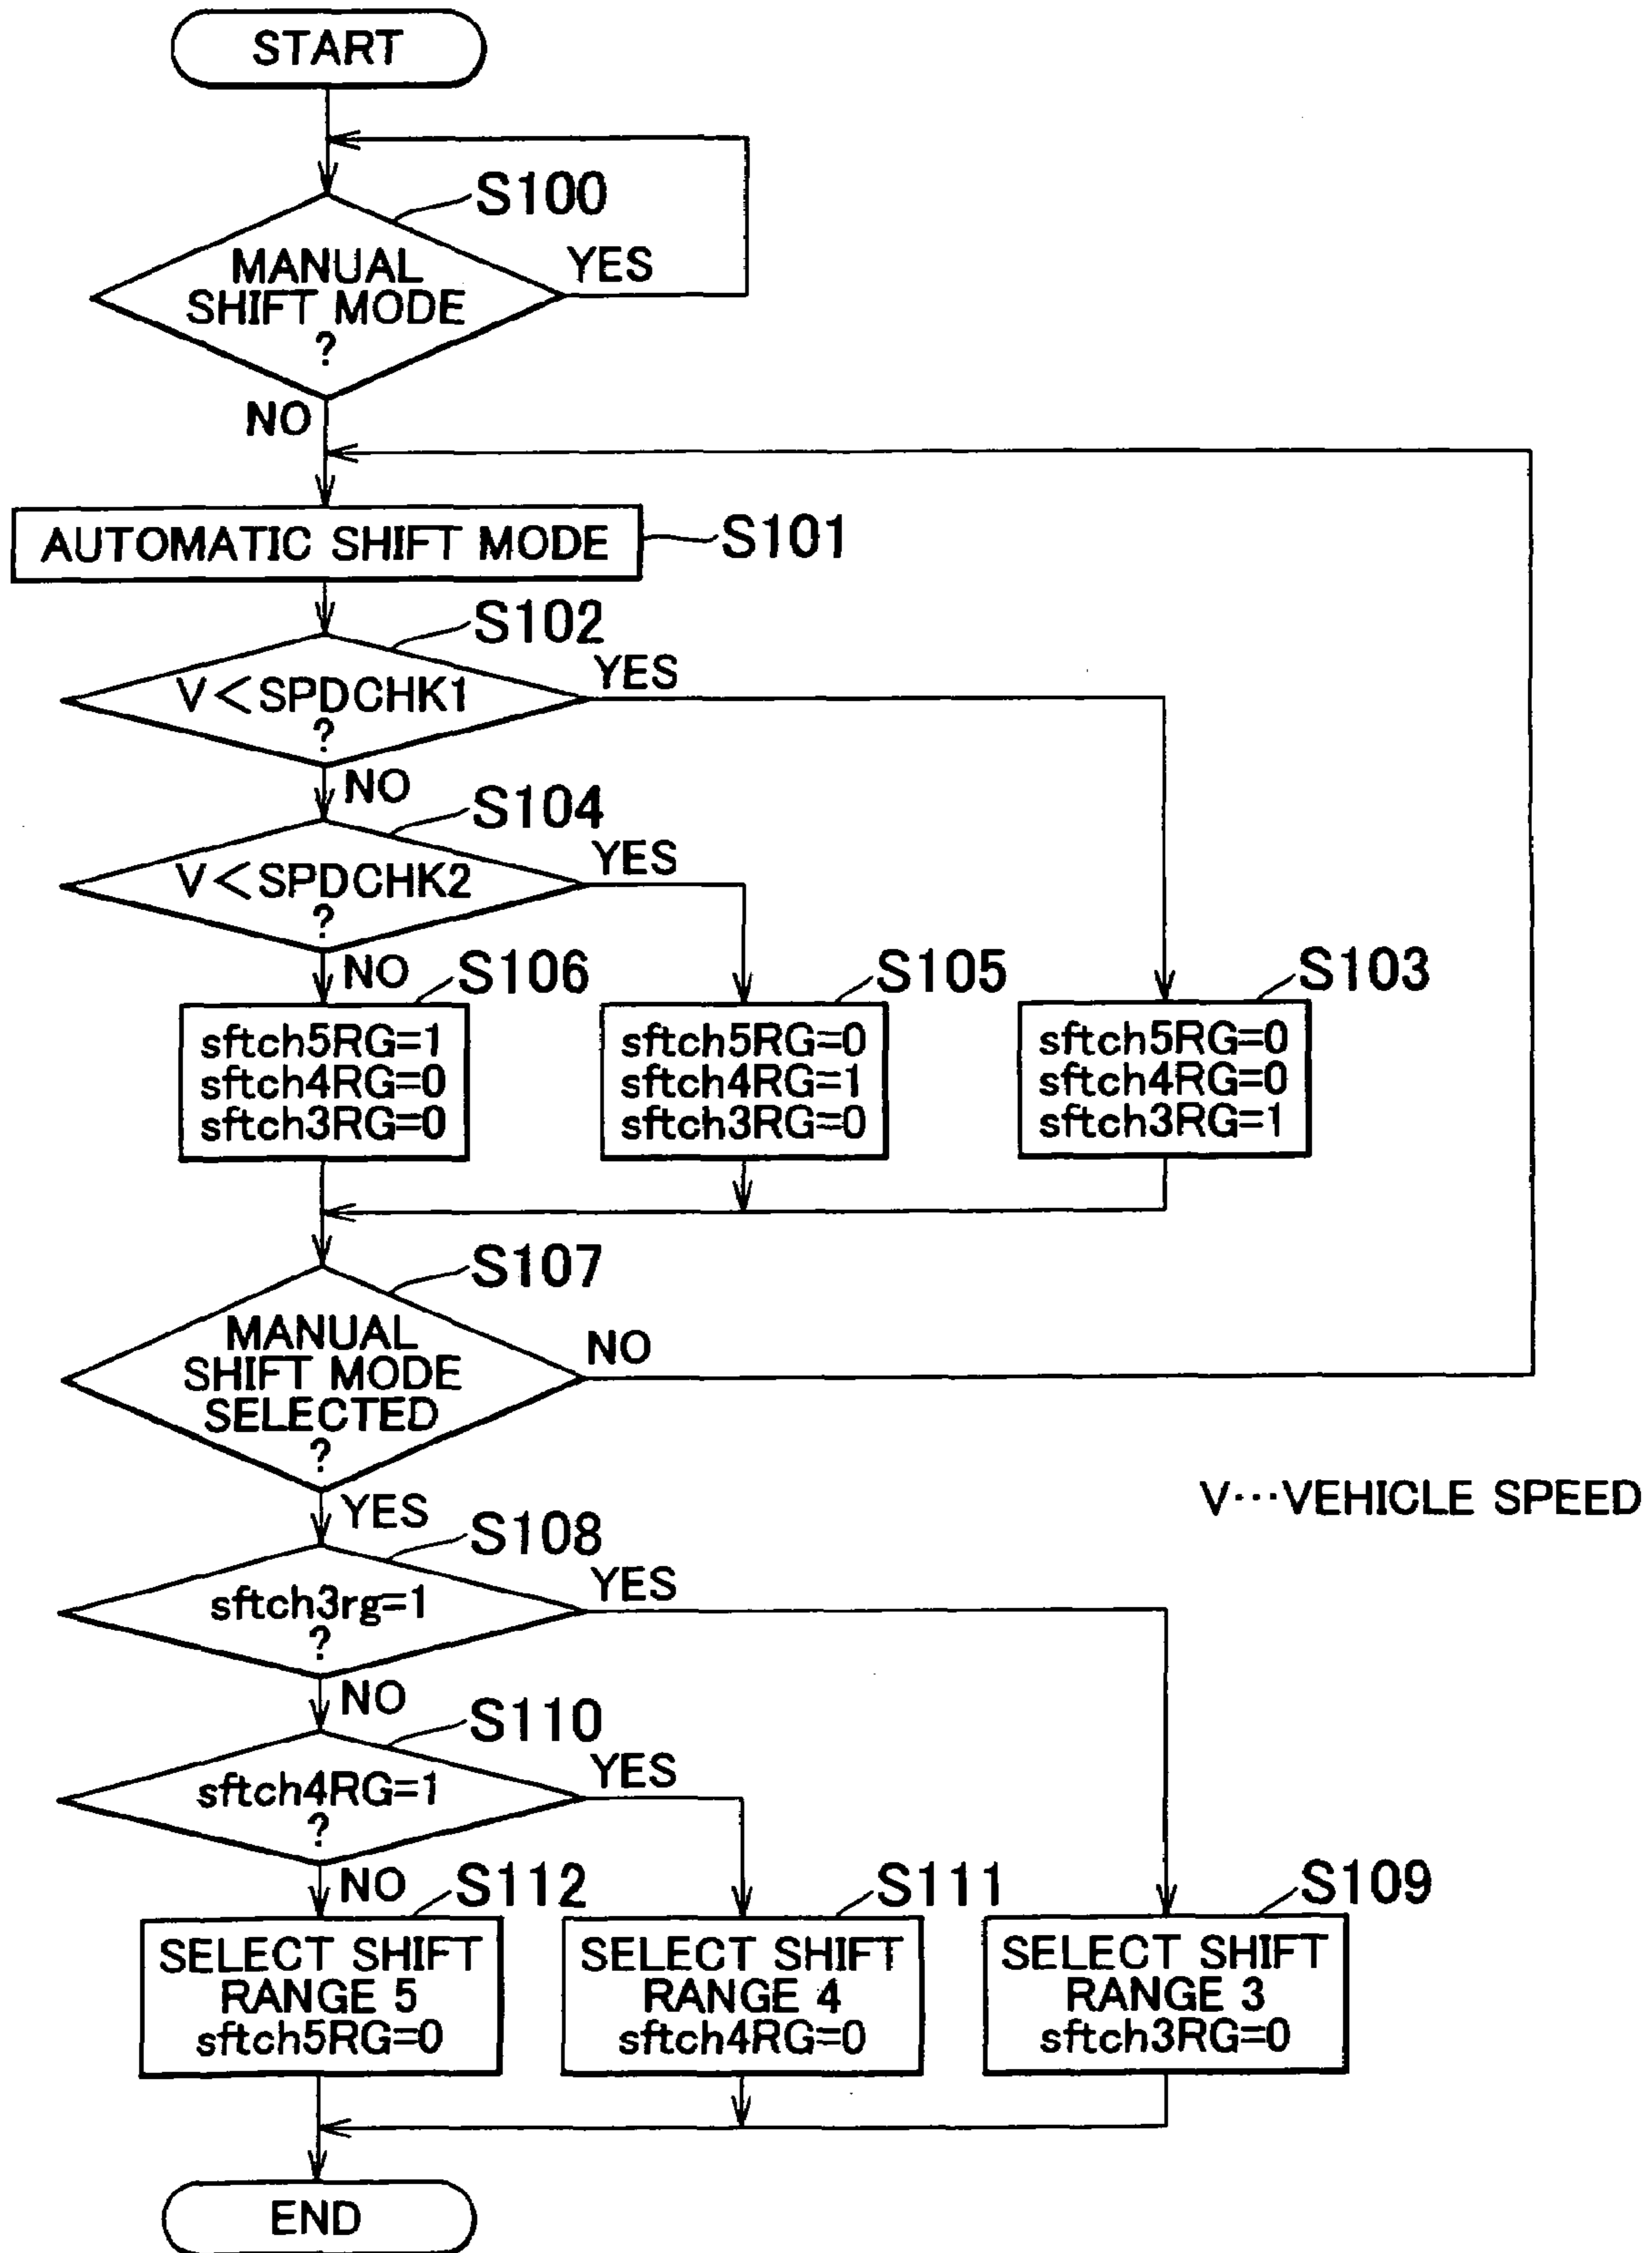 START
S100
MANUAL
SHIFT MODE
?
YES
NO
AUTOMATIC SHIFT MODE
S101
S102
V<SPDCHK1
?
YES
NO
S104
V<SPDCHK2
?
YES
NO
S106
sftch5RG=1
sftch4RG=0
sftch3RG=0
S105
sftch5RG=0
sftch4RG=1
sftch3RG=0
S103
sftch5RG=0
sftch4RG=0
sftch3RG=1
S107
MANUAL
SHIFT MODE
SELECTED
?
NO
YES
V···VEHICLE SPEED
S108
sftch3rg=1
?
YES
NO
S110
sftch4RG=1
?
YES
NO
S112
SELECT SHIFT
RANGE 5
sftch5RG=0
S111
SELECT SHIFT
RANGE 4
sftch4RG=0
S109
SELECT SHIFT
RANGE 3
sftch3RG=0
END